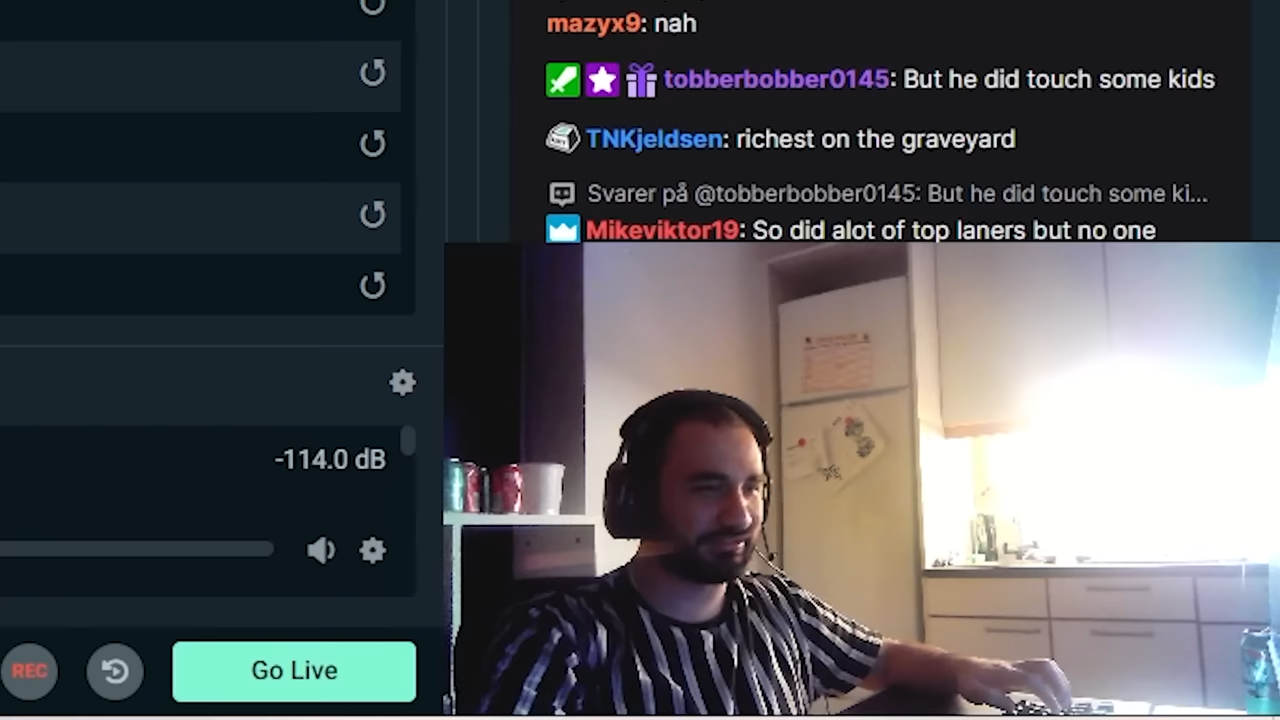 mazyx9: nah
tobberbobber0145: But he did touch some kids
TNKjeldsen: richest on the graveyard
Svarer på @tobberbobber0145: But he did touch some ki...
Mikeviktor19: So did alot of top laners but no one
-114.0 dB
REC
Go Live